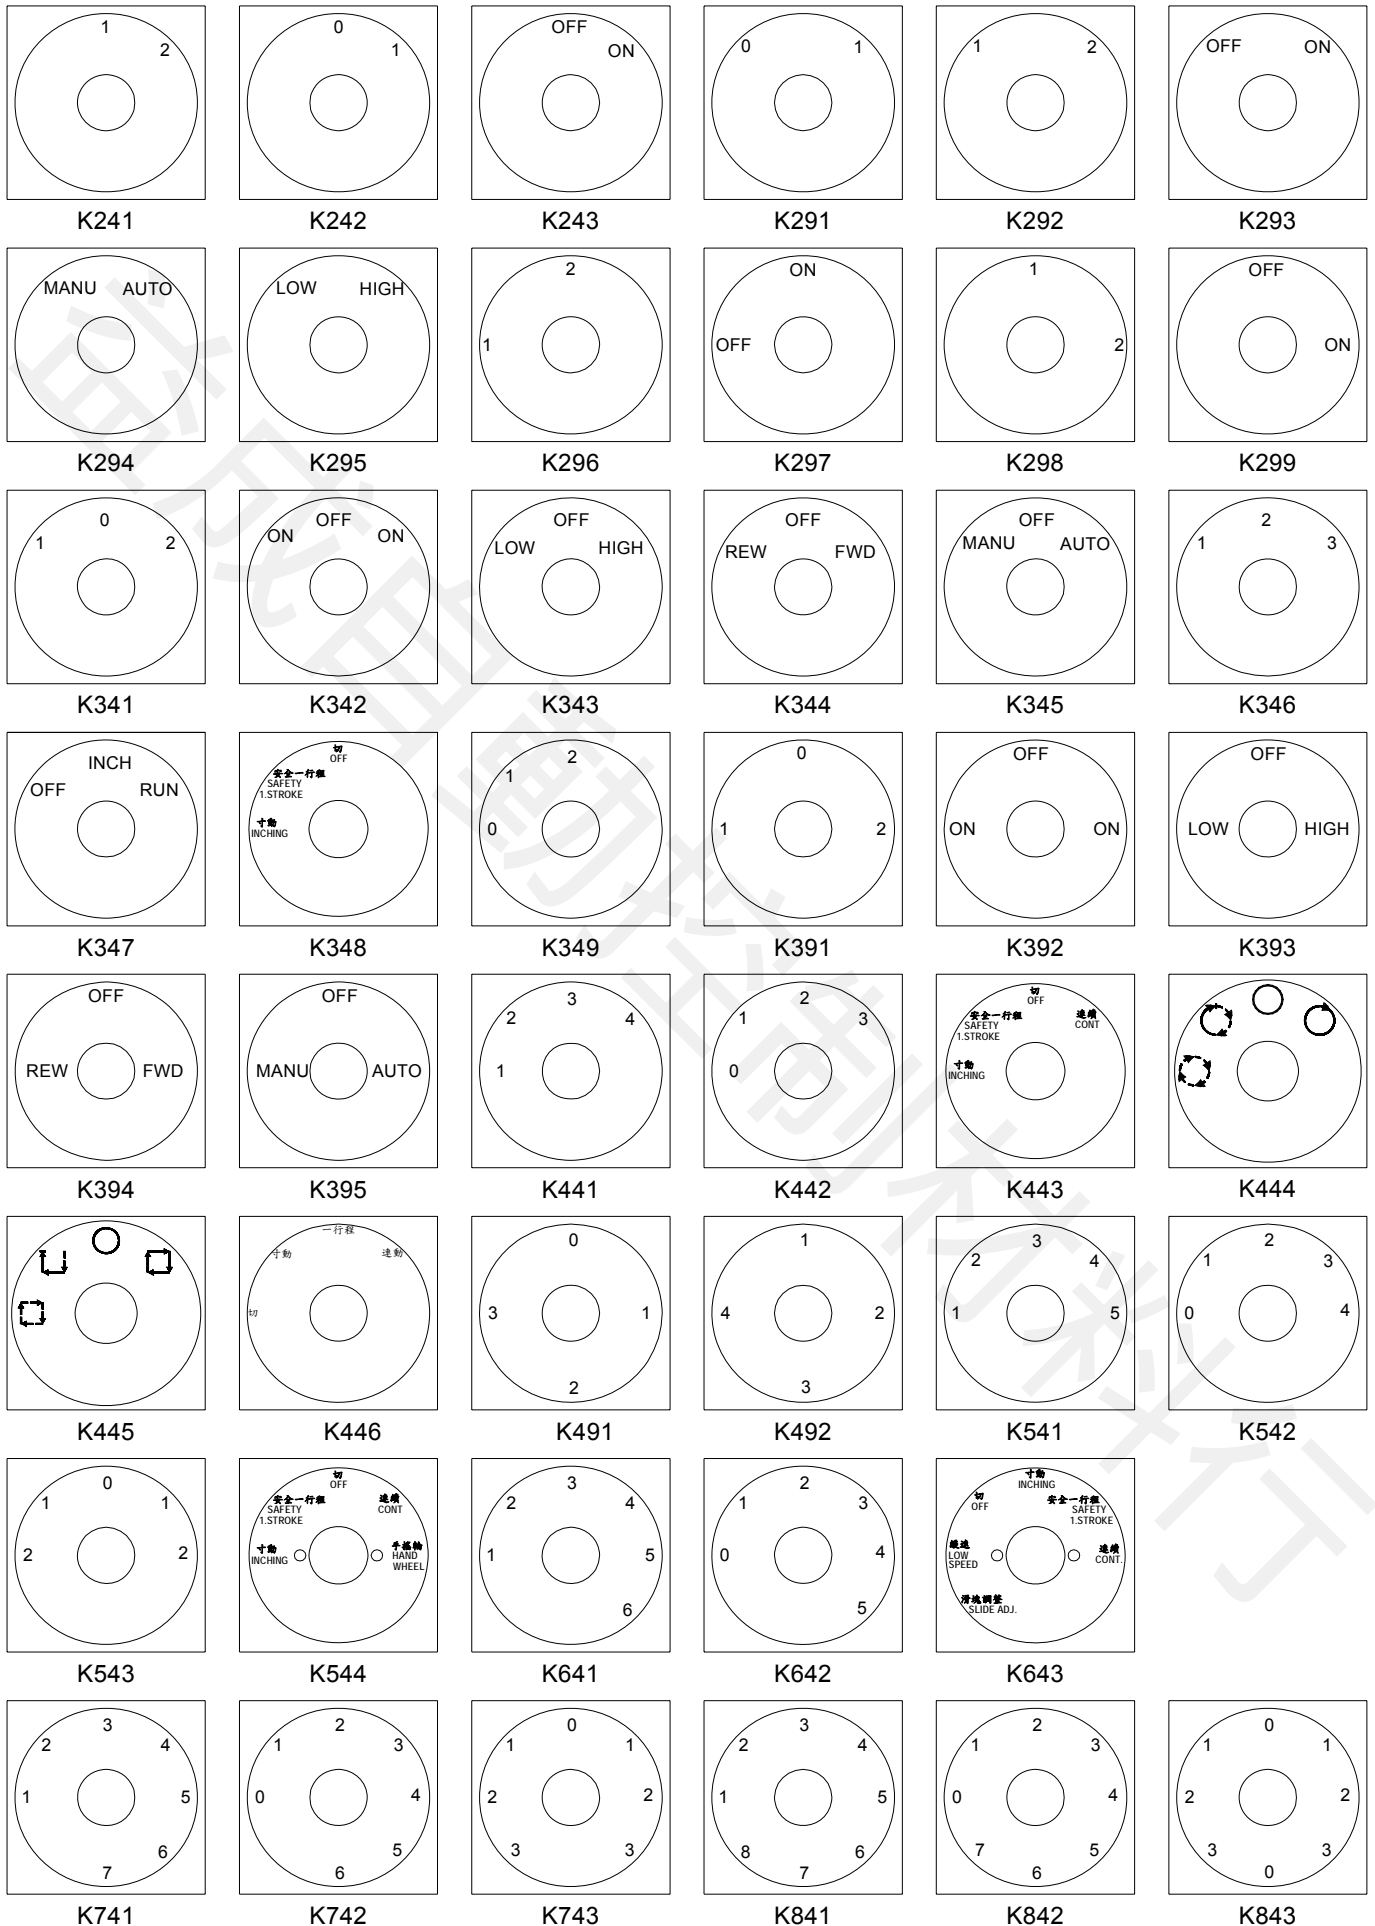 1
2
K241
0
1
K242
OFF
ON
K243
0 1
K291
1 2
K292
OFF ON
K293
MANU AUTO
K294
LOW HIGH
K295
2
1
K296
ON
OFF
K297
1
2
K298
OFF
ON
K299
0
1 2
K341
OFF
ON ON
K342
OFF
LOW HIGH
K343
OFF
REW FWD
K344
OFF
MANU AUTO
K345
2
1 3
K346
INCH
OFF RUN
K347
切
OFF
安全一行程
SAFETY
1.STROKE
寸動
INCHING
K348
2
1
0
K349
0
1 2
K391
OFF
ON ON
K392
OFF
LOW HIGH
K393
OFF
REW FWD
K394
OFF
MANU AUTO
K395
3
2 4
1
K441
2
1 3
0
K442
切
OFF
安全一行程
SAFETY
1.STROKE
連續
CONT
寸動
INCHING
K443
K444
K445
一行程
寸動 連動
切
K446
0
3 1
2
K491
1
4 2
3
K492
3
2 4
1 5
K541
2
1 3
0 4
K542
0
1 1
2 2
K543
切
OFF
安全一行程
SAFETY
1.STROKE
連續
CONT
寸動
INCHING
手搖輪
HAND
WHEEL
K544
3
2 4
1 5
6
K641
2
1 3
0 4
5
K642
寸動
INCHING
切
OFF
安全一行程
SAFETY
1.STROKE
緩速
LOW
SPEED
連續
CONT.
滑塊調整
SLIDE ADJ.
K643
3
2 4
1 5
6
7
K741
2
1 3
0 4
5
6
K742
0
1 1
2 2
3 3
K743
3
2 4
1 5
8 6
7
K841
2
1 3
0 4
7 5
6
K842
0
1 1
2 2
3 3
0
K843
益成自動控制材料行